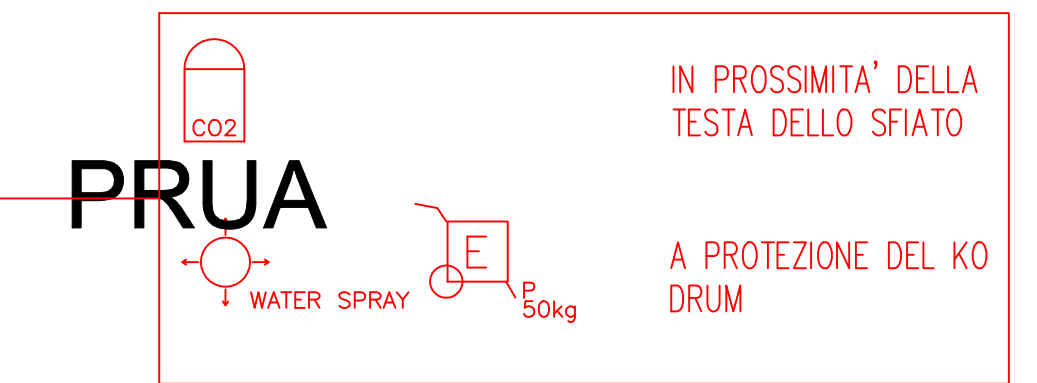 IN PROSSIMITA' DELLA
TESTA DELLO SFIATO
CO2
PRUA
A PROTEZIONE DEL KO
DRUM
E
WATER SPRAY
P
50kg